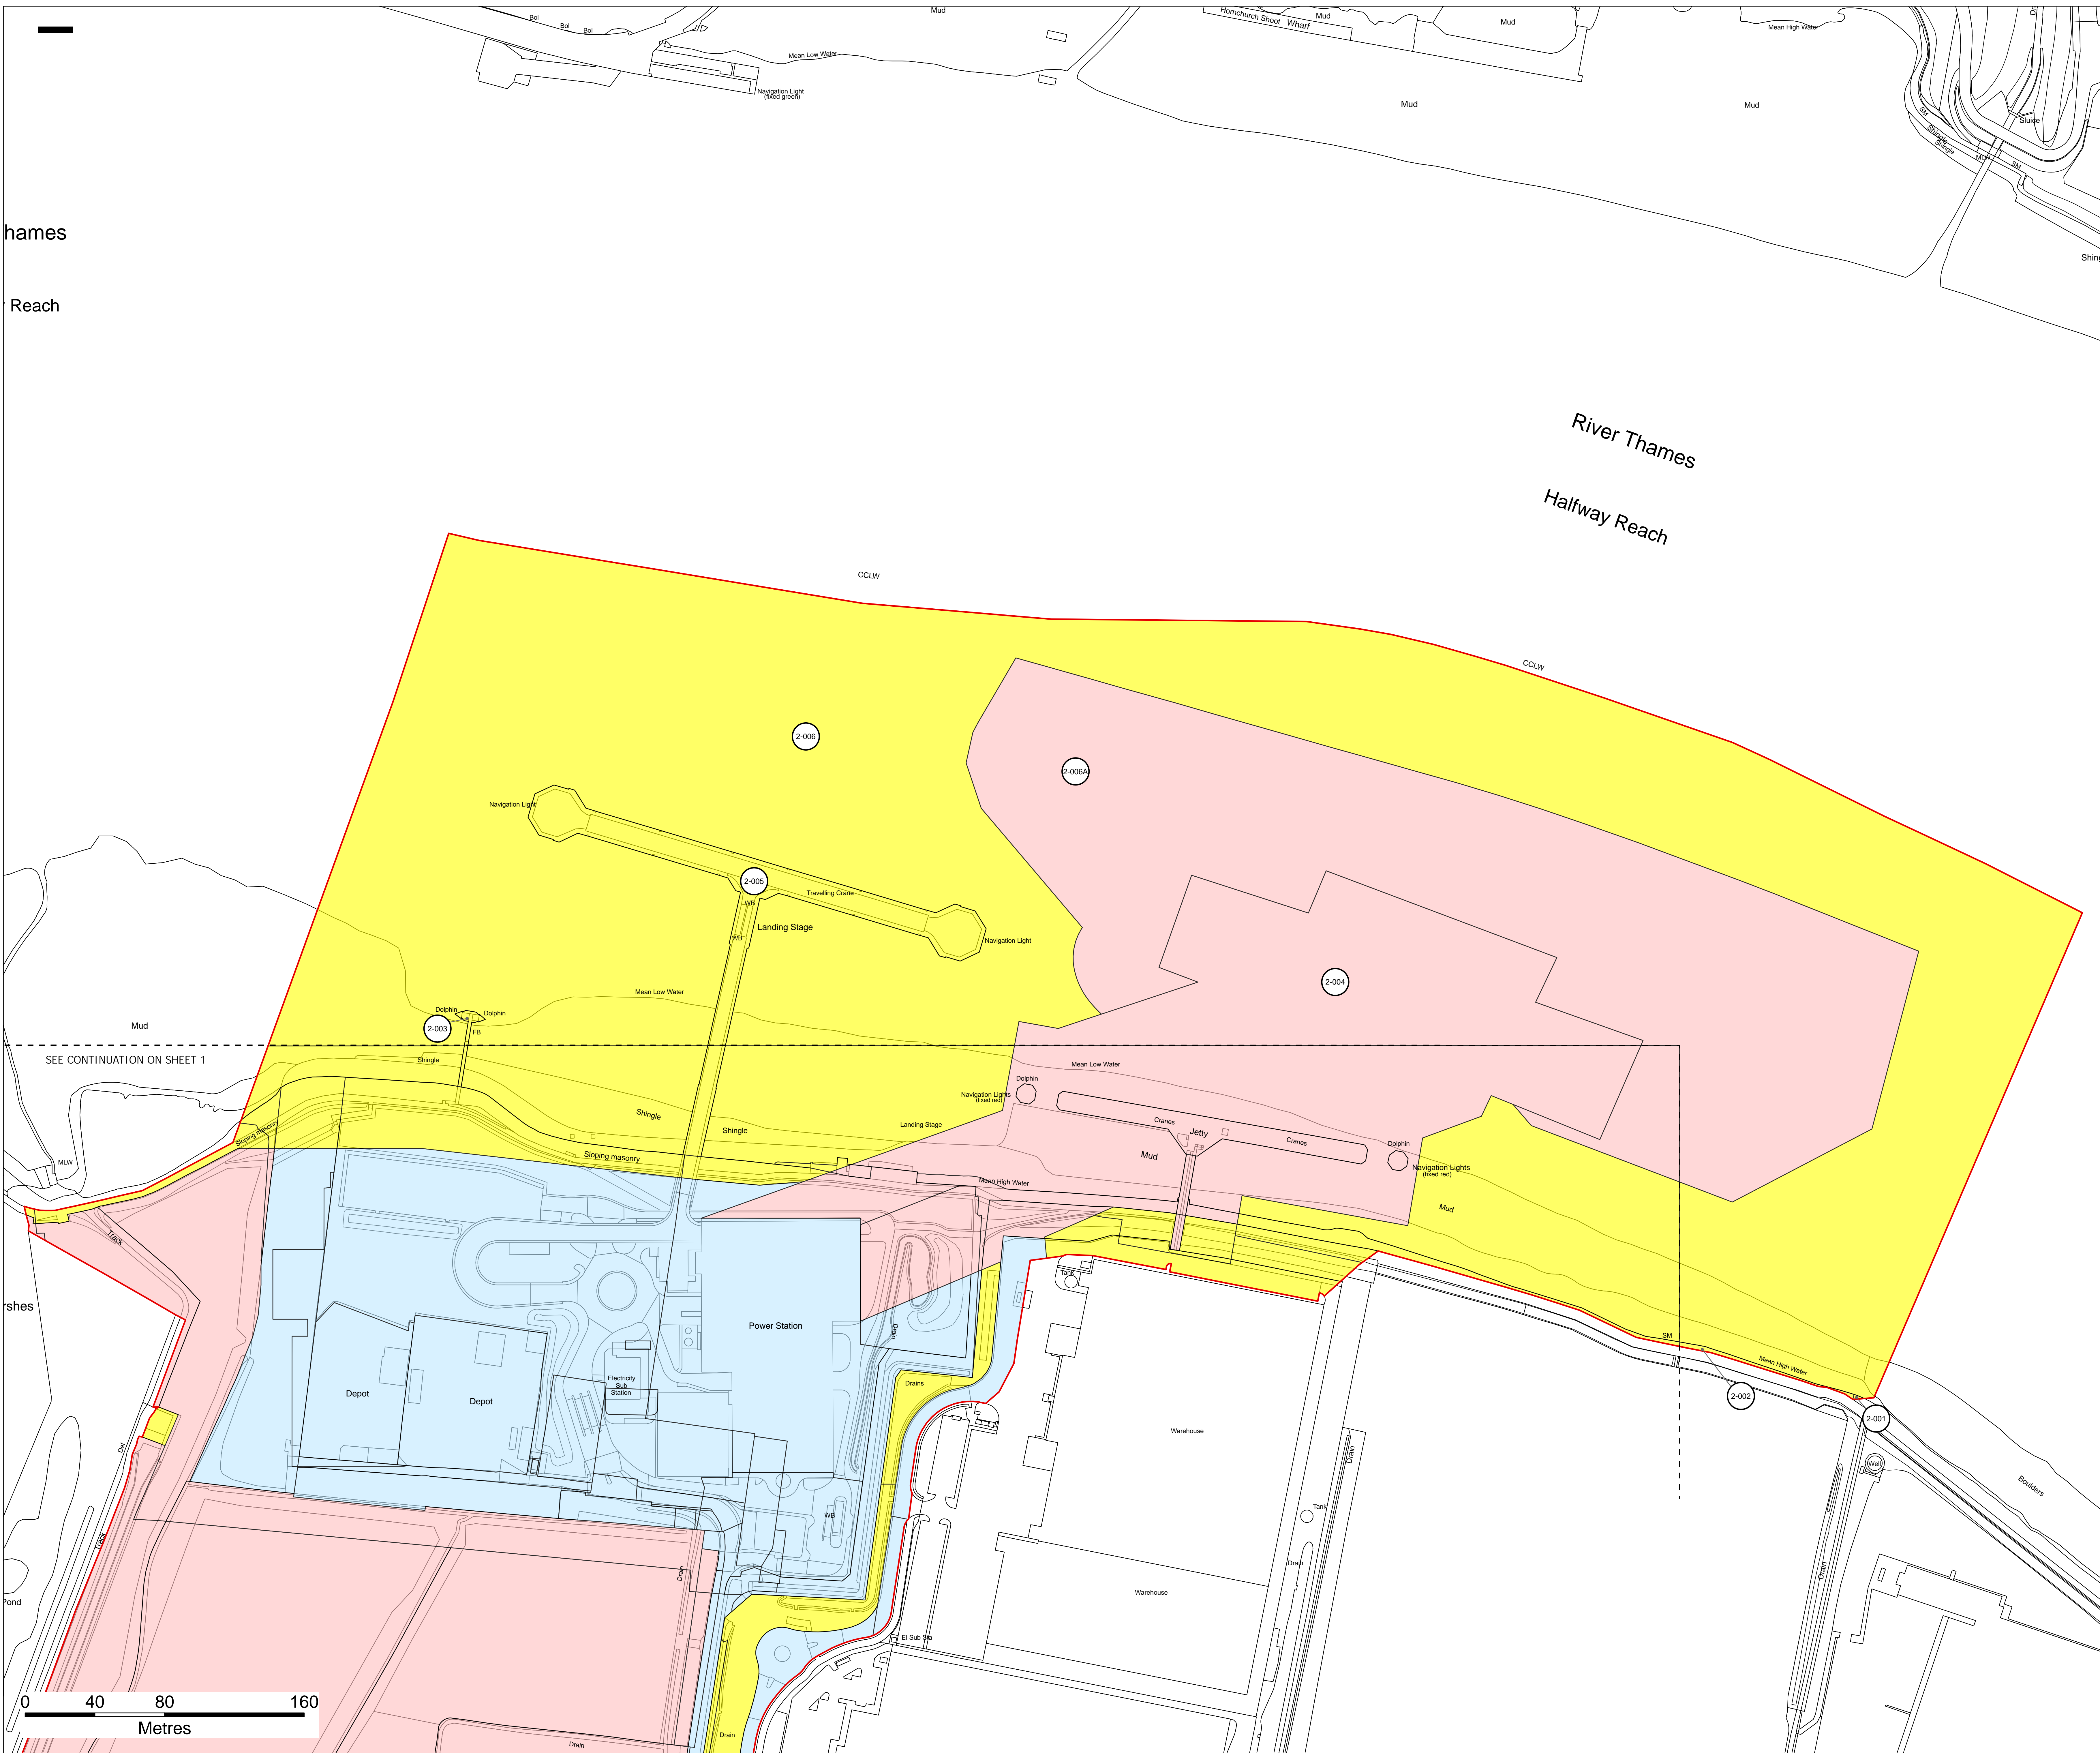 Bol
Bol
Bol
Mud
Hornchurch Shoot Wharf
Mud
Mud
Mean High Water
Mean Low Water
Navigation Light
(fixed green)
Mud
Mud
SM
Shingle
Shingle
MLW
SM
Sluice
hames
Reach
River Thames
Halfway Reach
CCLW
CCLW
2-006
2-006A
Navigation Light
2-005
Travelling Crane
WB
WB
Landing Stage
Navigation Light
2-004
Mean Low Water
Dolphin
Dolphin
2-003
FB
Mud
SEE CONTINUATION ON SHEET 1
Shingle
Mean Low Water
Dolphin
Navigation Lights
(fixed red)
Shingle
Shingle
Landing Stage
Cranes
Jetty
Cranes
Dolphin
Sloping masonry
Sloping masonry
Mud
Navigation Lights
(fixed red)
MLW
Mean High Water
Mud
Track
Tank
rshes
Power Station
Drain
SM
Mean High Water
Electricity
Sub
Station
Depot
Depot
Drains
2-002
2-001
Warehouse
Def
Drain
Well
Boulders
Track
WB
Tank
Drain
Drain
Drain
Pond
Warehouse
El Sub Sta
0 40 80 160
Metres
Drain
Drain